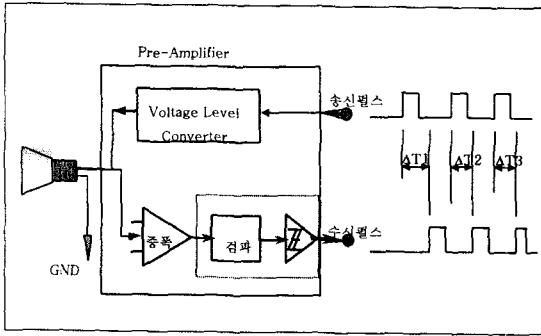 Pre-Amplifier
Voltage Level
Converter
송신펄스
ΔT1
ΔT2
ΔT3
증폭
검파
수신펄스
GND